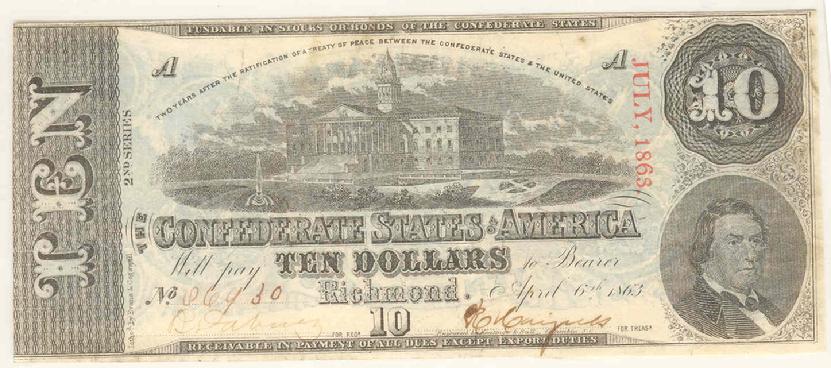 FUNDABLE IN STOCKS OR BONDS OF THE CONFEDERATE STATES
TWO YEARS AFTER THE RATIFICATION OF A TREATY OF PEACE BETWEEN THE CONFEDERATE STATES & THE UNITED STATES
A
A
TEN
2ND SERIES
JULY, 1863
10
THE CONFEDERATE STATES OF AMERICA
Will pay TEN DOLLARS to Bearer
No
Richmond. April 6th 1863
10
FOR REGR
FOR TREASR
RECEIVABLE IN PAYMENT OF ALL DUES EXCEPT EXPORT DUTIES